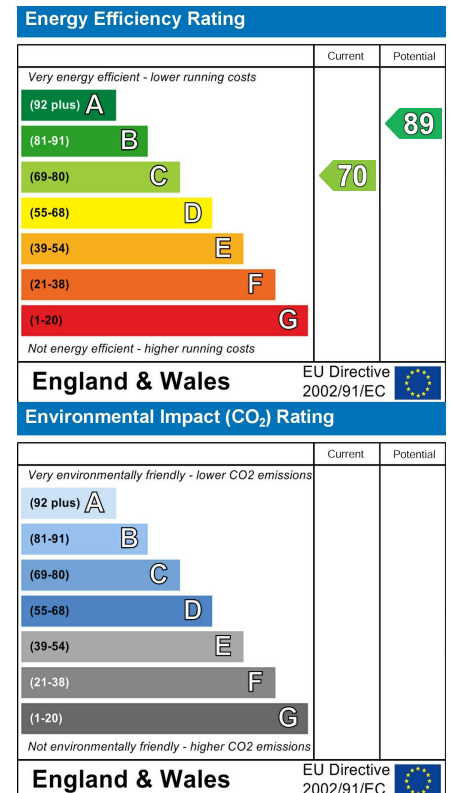 Energy Efficiency Rating
Current Potential
Very energy efficient - lower running costs
(92 plus) A
(81-91) B
89
(69-80) C
70
(55-68) D
(39-54) E
(21-38) F
(1-20) G
Not energy efficient - higher running costs
England & Wales
EU Directive
2002/91/EC
Environmental Impact (CO₂) Rating
Current Potential
Very environmentally friendly - lower CO2 emissions
(92 plus) A
(81-91) B
(69-80) C
(55-68) D
(39-54) E
(21-38) F
(1-20) G
Not environmentally friendly - higher CO2 emissions
England & Wales
EU Directive
2002/91/EC